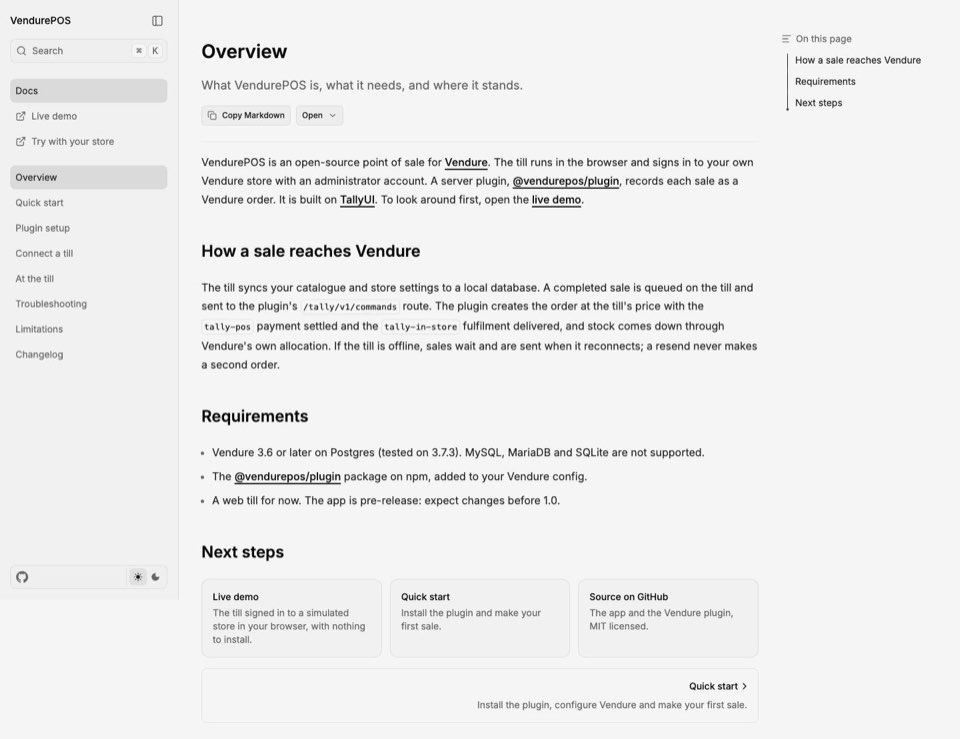 VendurePOS
Search
⌘ K
Docs
Live demo
Try with your store
Overview
Quick start
Plugin setup
Connect a till
At the till
Troubleshooting
Limitations
Changelog
Overview
What VendurePOS is, what it needs, and where it stands.
Copy Markdown
Open
VendurePOS is an open-source point of sale for Vendure. The till runs in the browser and signs in to your own
Vendure store with an administrator account. A server plugin, @vendurepos/plugin, records each sale as a
Vendure order. It is built on TallyUI. To look around first, open the live demo.
How a sale reaches Vendure
The till syncs your catalogue and store settings to a local database. A completed sale is queued on the till and
sent to the plugin's /tally/v1/commands route. The plugin creates the order at the till's price with the
tally-pos payment settled and the tally-in-store fulfilment delivered, and stock comes down through
Vendure's own allocation. If the till is offline, sales wait and are sent when it reconnects; a resend never makes
a second order.
Requirements
Vendure 3.6 or later on Postgres (tested on 3.7.3). MySQL, MariaDB and SQLite are not supported.
The @vendurepos/plugin package on npm, added to your Vendure config.
A web till for now. The app is pre-release: expect changes before 1.0.
Next steps
Live demo
The till signed in to a simulated
store in your browser, with nothing
to install.
Quick start
Install the plugin and make your
first sale.
Source on GitHub
The app and the Vendure plugin,
MIT licensed.
Quick start
Install the plugin, configure Vendure and make your first sale.
On this page
How a sale reaches Vendure
Requirements
Next steps